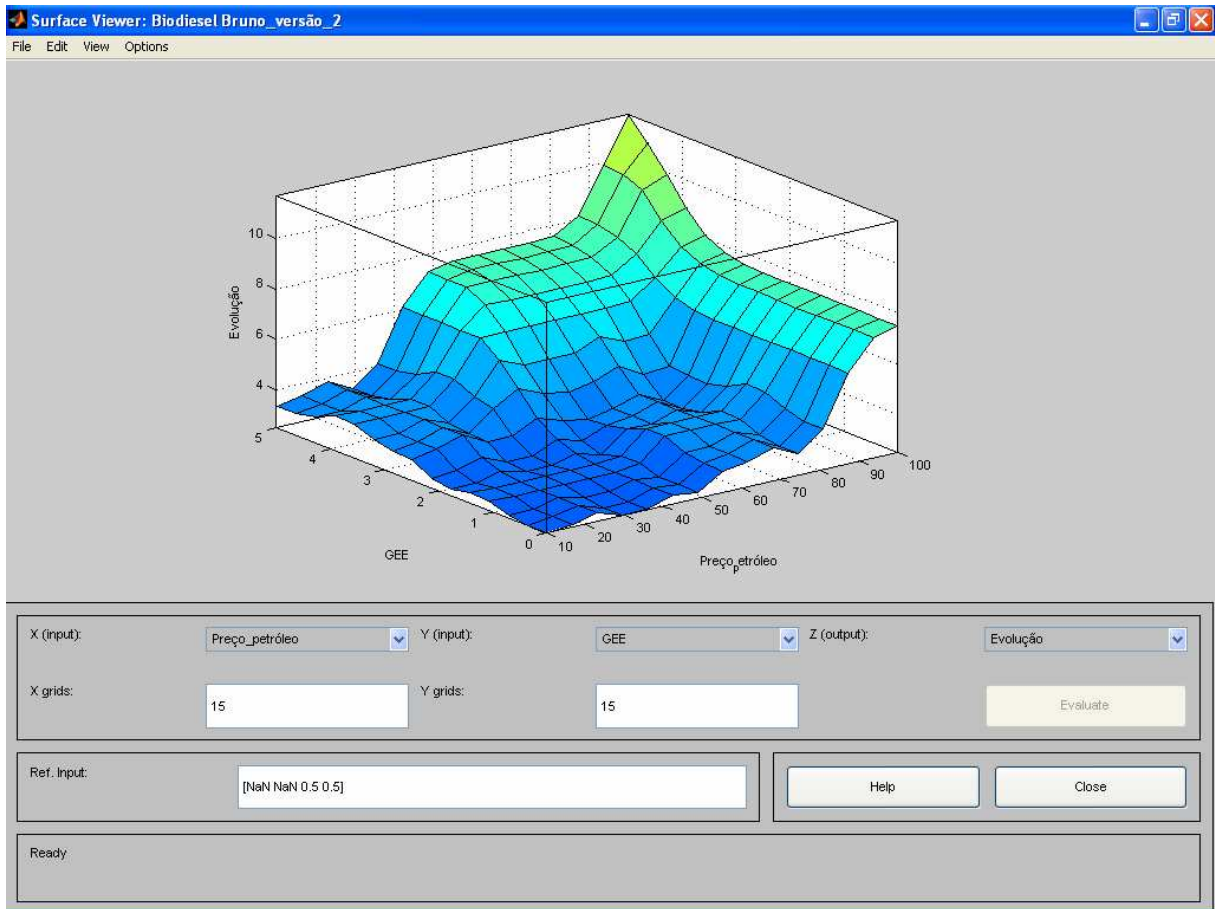 Surface Viewer: Biodiesel Bruno_versão_2
File Edit View Options
10
8
6
4
Evolução
5
4
3
2
1
0
GEE
10
20
30
40
50
60
70
80
90
100
Preço_petróleo
X (input):
Preço_petróleo
Y (input):
GEE
Z (output):
Evolução
X grids:
15
Y grids:
15
Evaluate
Ref. Input:
[NaN NaN 0.5 0.5]
Help
Close
Ready